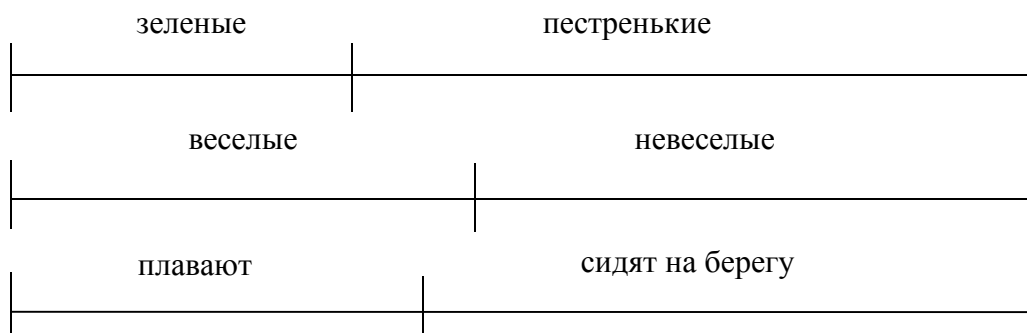 зеленые пестренькие
веселые невеселые
плавают сидят на берегу